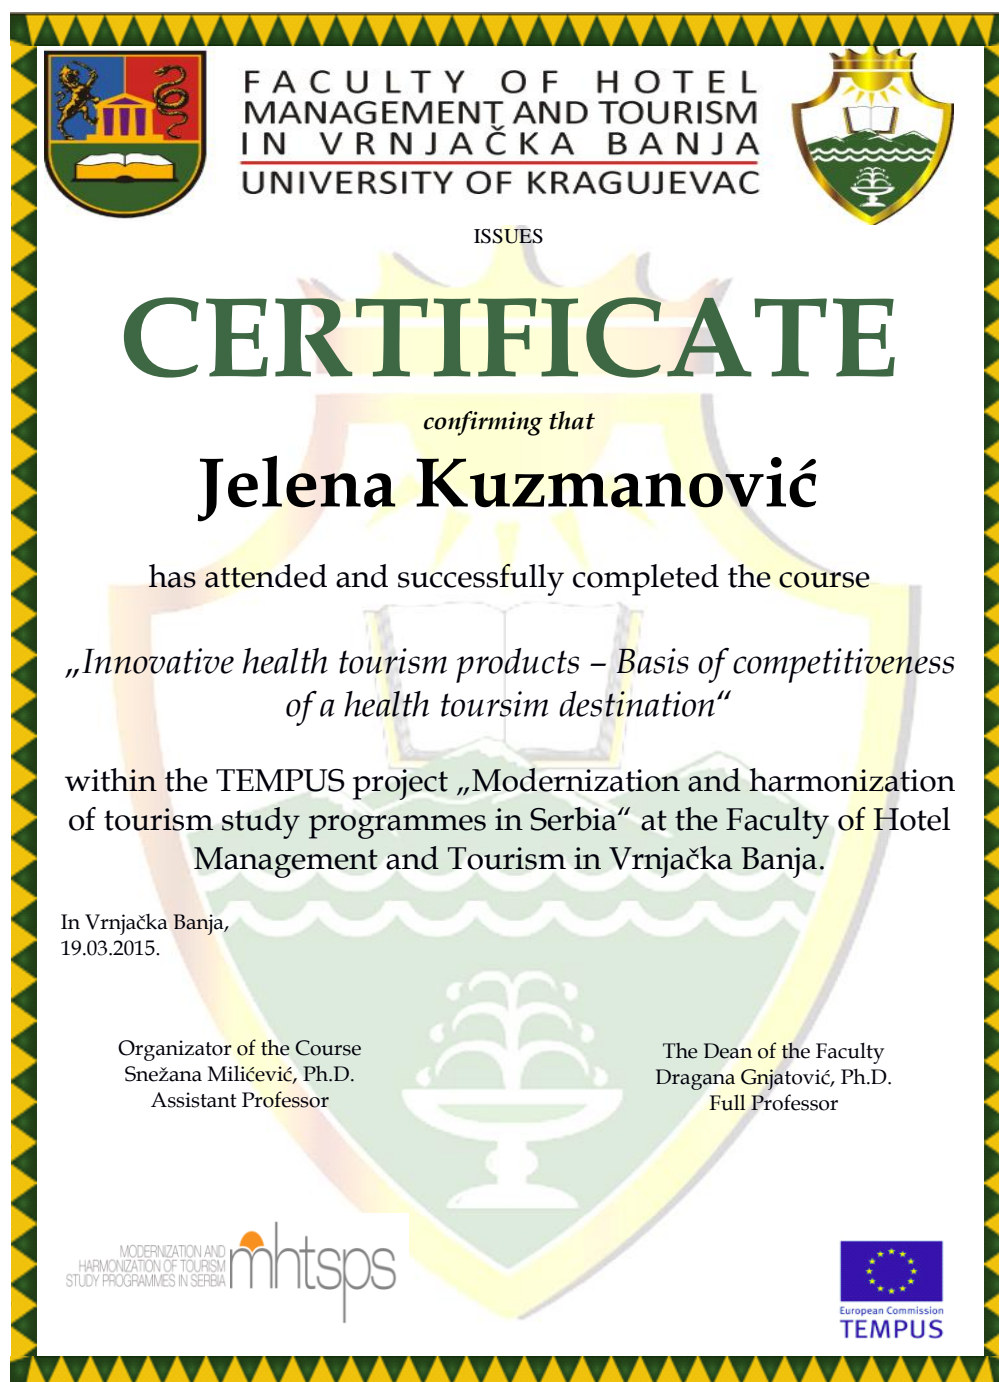 FACULTY OF HOTEL
MANAGEMENT AND TOURISM
IN VRNJAČKA BANJA
UNIVERSITY OF KRAGUJEVAC
ISSUES
CERTIFICATE
confirming that
Jelena Kuzmanović
has attended and successfully completed the course
„Innovative health tourism products – Basis of competitiveness
of a health toursim destination“
within the TEMPUS project „Modernization and harmonization
of tourism study programmes in Serbia“ at the Faculty of Hotel
Management and Tourism in Vrnjačka Banja.
In Vrnjačka Banja,
19.03.2015.
Organizator of the Course
Snežana Milićević, Ph.D.
Assistant Professor
The Dean of the Faculty
Dragana Gnjatović, Ph.D.
Full Professor
MODERNIZATION AND
HARMONIZATION OF TOURISM
STUDY PROGRAMMES IN SERBIA
mhtsps
European Commission
TEMPUS